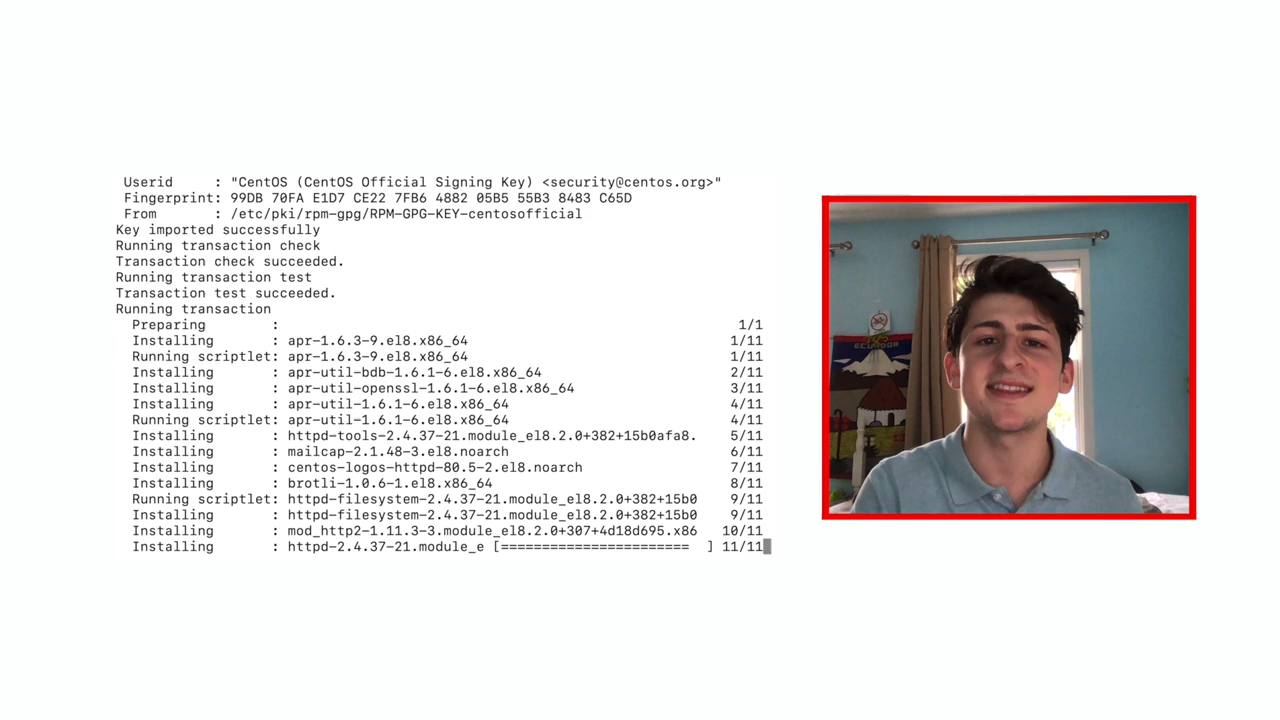 Userid     : "CentOS (CentOS Official Signing Key) <security@centos.org>"
Fingerprint: 99DB 70FA E1D7 CE22 7FB6 4882 05B5 55B3 8483 C65D
From       : /etc/pki/rpm-gpg/RPM-GPG-KEY-centosofficial
Key imported successfully
Running transaction check
Transaction check succeeded.
Running transaction test
Transaction test succeeded.
Running transaction
Preparing        : 1/1
Installing       : apr-1.6.3-9.el8.x86_64 1/11
Running scriptlet: apr-1.6.3-9.el8.x86_64 1/11
Installing       : apr-util-bdb-1.6.1-6.el8.x86_64 2/11
Installing       : apr-util-openssl-1.6.1-6.el8.x86_64 3/11
Installing       : apr-util-1.6.1-6.el8.x86_64 4/11
Running scriptlet: apr-util-1.6.1-6.el8.x86_64 4/11
Installing       : httpd-tools-2.4.37-21.module_el8.2.0+382+15b0afa8. 5/11
Installing       : mailcap-2.1.48-3.el8.noarch 6/11
Installing       : centos-logos-httpd-80.5-2.el8.noarch 7/11
Installing       : brotli-1.0.6-1.el8.x86_64 8/11
Running scriptlet: httpd-filesystem-2.4.37-21.module_el8.2.0+382+15b0 9/11
Installing       : httpd-filesystem-2.4.37-21.module_el8.2.0+382+15b0 9/11
Installing       : mod_http2-1.11.3-3.module_el8.2.0+307+4d18d695.x86 10/11
Installing       : httpd-2.4.37-21.module_e [=======================  ] 11/11
ECUADOR